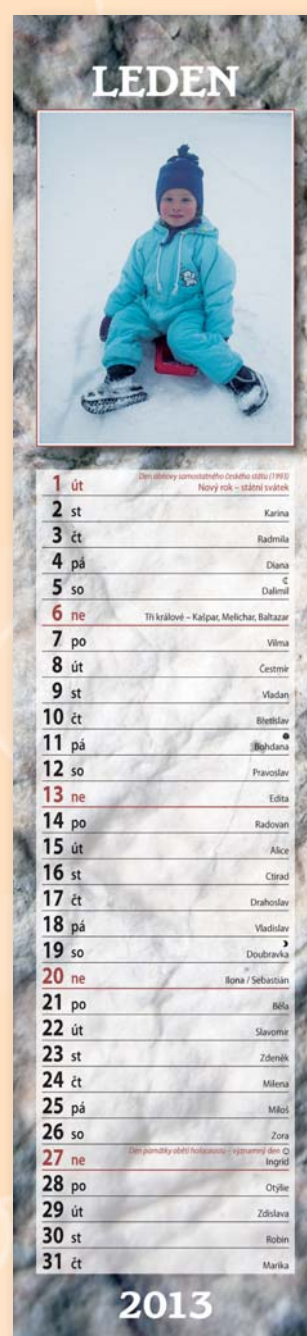 LEDEN
Den obnovy samostatného českého státu (1993)
1 út Nový rok – státní svátek
2 st Karina
3 čt Radmila
4 pá Diana
5 so Dalimil
6 ne Tři králové – Kašpar, Melichar, Baltazar
7 po Vilma
8 út Čestmír
9 st Vladan
10 čt Břetislav
11 pá Bohdana
12 so Pravoslav
13 ne Edita
14 po Radovan
15 út Alice
16 st Ctirad
17 čt Drahoslav
18 pá Vladislav
19 so Doubravka
20 ne Ilona / Sebastián
21 po Běla
22 út Slavomír
23 st Zdeněk
24 čt Milena
25 pá Miloš
26 so Zora
Den památky obětí holocaustu – významný den
27 ne Ingrid
28 po Otýlie
29 út Zdislava
30 st Robin
31 čt Marika
2013